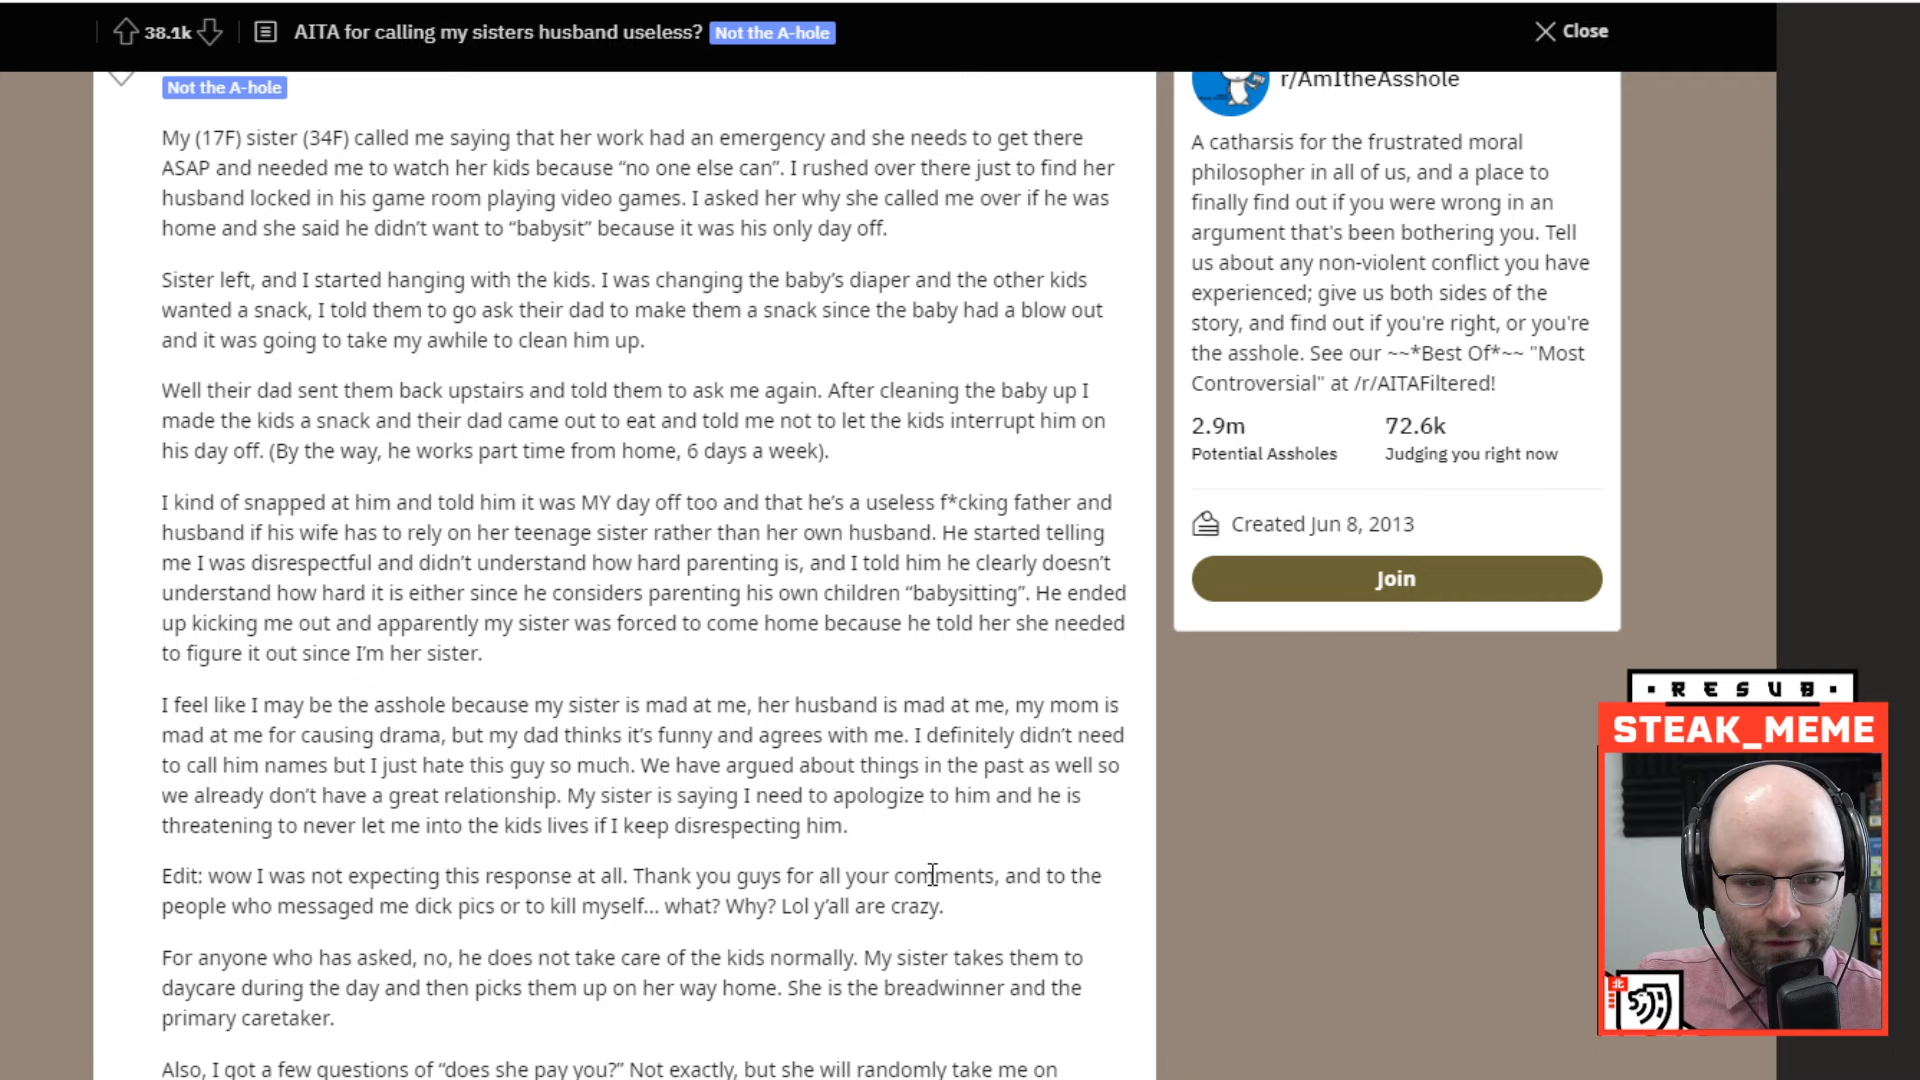 38.1k AITA for calling my sisters husband useless? Not the A-hole Close
Not the A-hole
My (17F) sister (34F) called me saying that her work had an emergency and she needs to get there
ASAP and needed me to watch her kids because “no one else can”. I rushed over there just to find her
husband locked in his game room playing video games. I asked her why she called me over if he was
home and she said he didn’t want to “babysit” because it was his only day off.
Sister left, and I started hanging with the kids. I was changing the baby’s diaper and the other kids
wanted a snack, I told them to go ask their dad to make them a snack since the baby had a blow out
and it was going to take my awhile to clean him up.
Well their dad sent them back upstairs and told them to ask me again. After cleaning the baby up I
made the kids a snack and their dad came out to eat and told me not to let the kids interrupt him on
his day off. (By the way, he works part time from home, 6 days a week).
I kind of snapped at him and told him it was MY day off too and that he’s a useless f*cking father and
husband if his wife has to rely on her teenage sister rather than her own husband. He started telling
me I was disrespectful and didn’t understand how hard parenting is, and I told him he clearly doesn’t
understand how hard it is either since he considers parenting his own children “babysitting”. He ended
up kicking me out and apparently my sister was forced to come home because he told her she needed
to figure it out since I’m her sister.
I feel like I may be the asshole because my sister is mad at me, her husband is mad at me, my mom is
mad at me for causing drama, but my dad thinks it’s funny and agrees with me. I definitely didn’t need
to call him names but I just hate this guy so much. We have argued about things in the past as well so
we already don’t have a great relationship. My sister is saying I need to apologize to him and he is
threatening to never let me into the kids lives if I keep disrespecting him.
Edit: wow I was not expecting this response at all. Thank you guys for all your comments, and to the
people who messaged me dick pics or to kill myself... what? Why? Lol y’all are crazy.
For anyone who has asked, no, he does not take care of the kids normally. My sister takes them to
daycare during the day and then picks them up on her way home. She is the breadwinner and the
primary caretaker.
Also, I got a few questions of “does she pay you?” Not exactly, but she will randomly take me on
r/AmItheAsshole
A catharsis for the frustrated moral
philosopher in all of us, and a place to
finally find out if you were wrong in an
argument that's been bothering you. Tell
us about any non-violent conflict you have
experienced; give us both sides of the
story, and find out if you're right, or you're
the asshole. See our ~~*Best Of*~~ "Most
Controversial" at /r/AITAFiltered!
2.9m 72.6k
Potential Assholes Judging you right now
Created Jun 8, 2013
Join
RESUB
STEAK_MEME
北